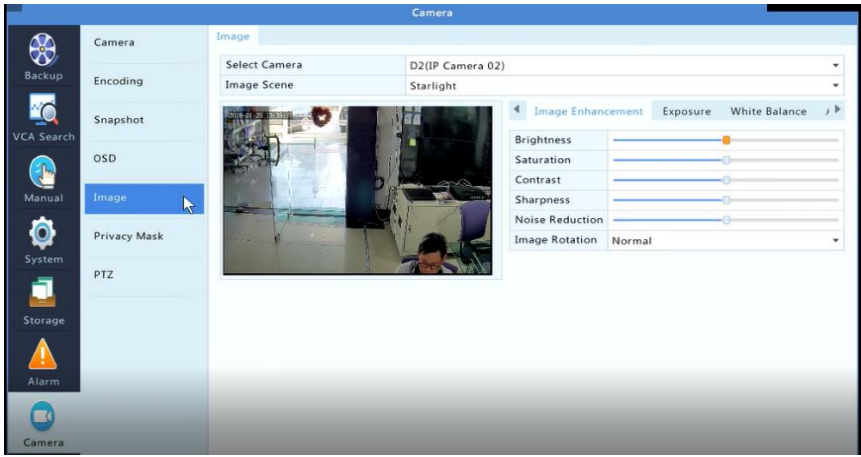 Camera
Backup
VCA Search
Manual
System
Storage
Alarm
Camera
Camera
Encoding
Snapshot
OSD
Image
Privacy Mask
PTZ
Image
Select Camera D2(IP Camera 02)
Image Scene Starlight
Image Enhancement Exposure White Balance
Brightness
Saturation
Contrast
Sharpness
Noise Reduction
Image Rotation Normal